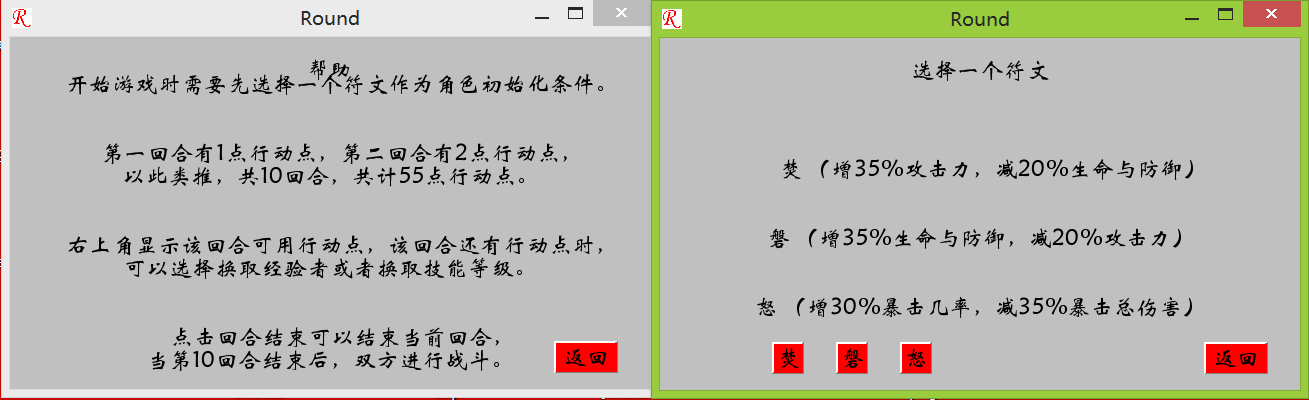 Round
帮助
开始游戏时需要先选择一个符文作为角色初始化条件。
第一回合有1点行动点，第二回合有2点行动点，
以此类推，共10回合，共计55点行动点。
右上角显示该回合可用行动点，该回合还有行动点时，
可以选择换取经验者或者换取技能等级。
点击回合结束可以结束当前回合，
当第10回合结束后，双方进行战斗。
返回
Round
选择一个符文
焚（增35%攻击力，减20%生命与防御）
磐（增35%生命与防御，减20%攻击力）
怒（增30%暴击几率，减35%暴击总伤害）
焚
磐
怒
返回